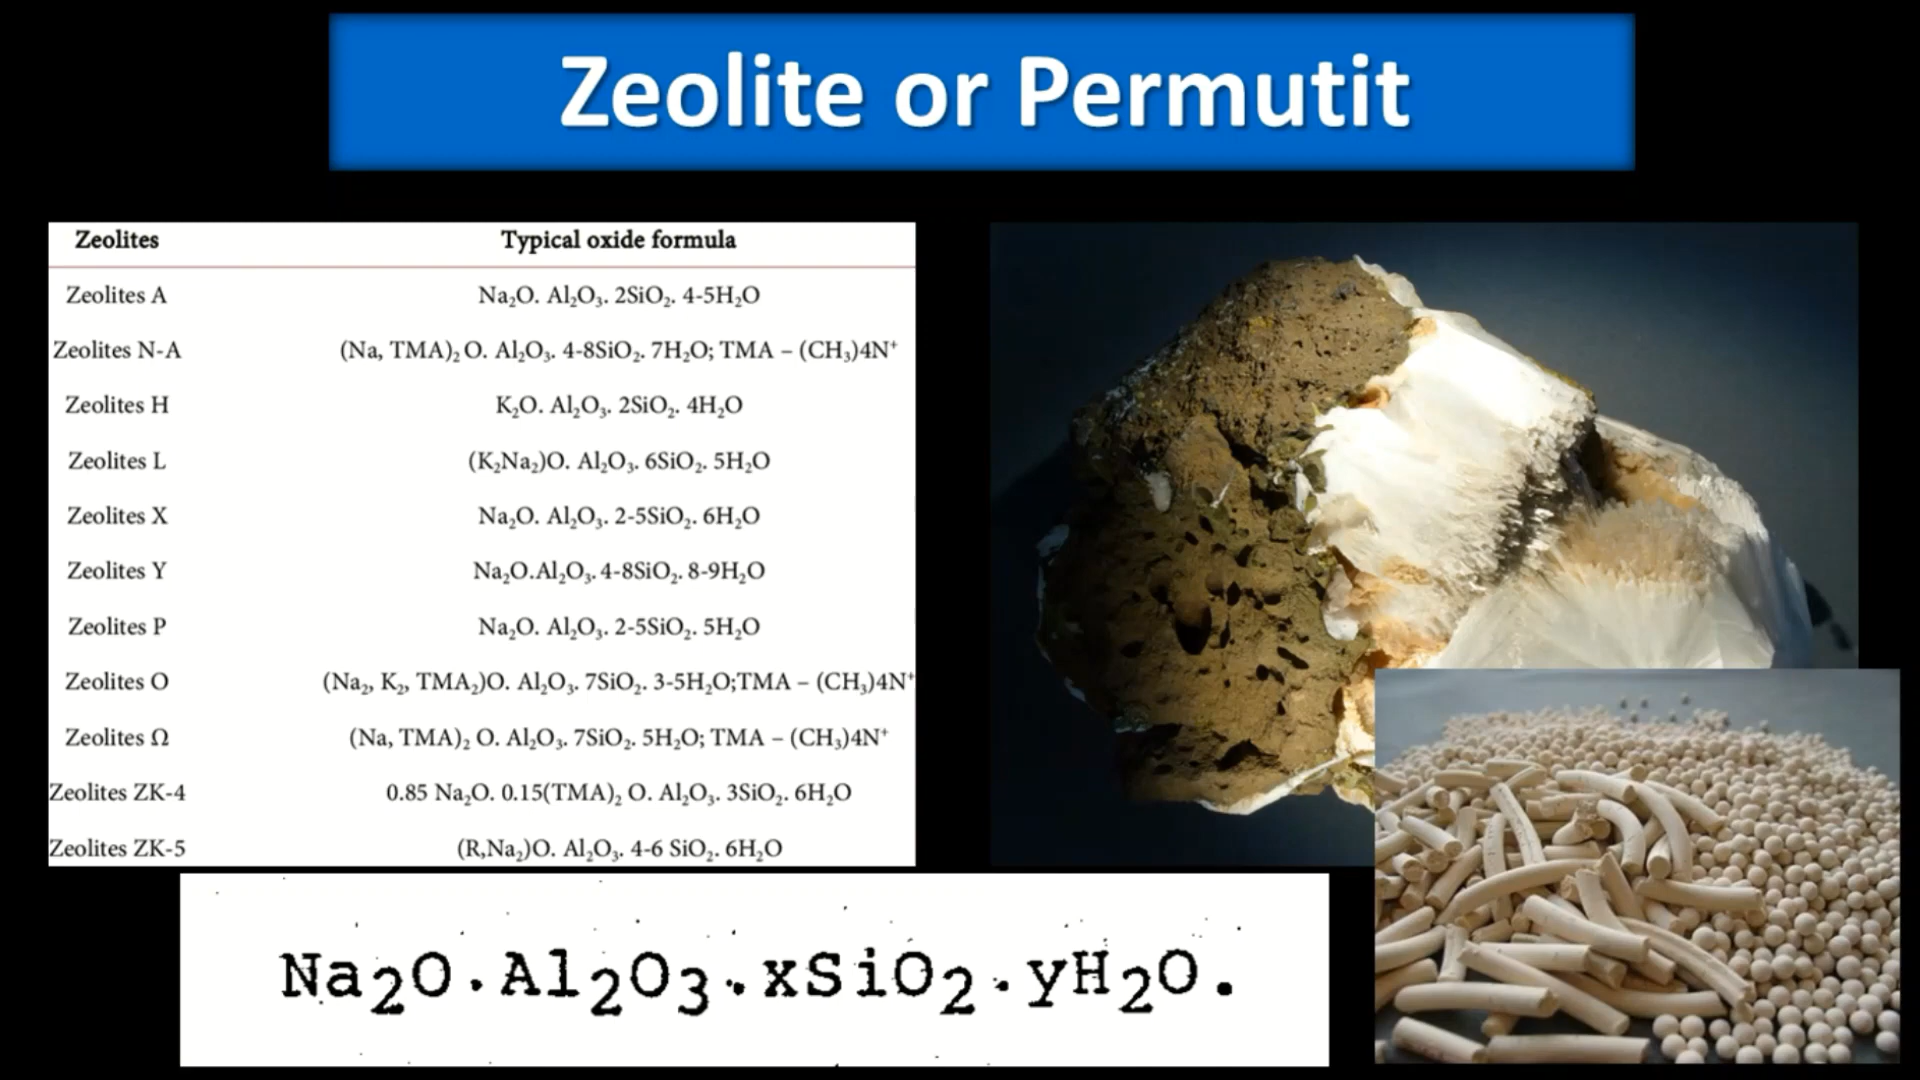 Zeolite or Permutit
Zeolites Typical oxide formula
Zeolites A Na₂O. Al₂O₃. 2SiO₂. 4-5H₂O
Zeolites N-A (Na, TMA)₂ O. Al₂O₃. 4-8SiO₂. 7H₂O; TMA – (CH₃)4N⁺
Zeolites H K₂O. Al₂O₃. 2SiO₂. 4H₂O
Zeolites L (K₂Na₂)O. Al₂O₃. 6SiO₂. 5H₂O
Zeolites X Na₂O. Al₂O₃. 2-5SiO₂. 6H₂O
Zeolites Y Na₂O.Al₂O₃. 4-8SiO₂. 8-9H₂O
Zeolites P Na₂O. Al₂O₃. 2-5SiO₂. 5H₂O
Zeolites O (Na₂, K₂, TMA₂)O. Al₂O₃. 7SiO₂. 3-5H₂O;TMA – (CH₃)4N⁺
Zeolites Ω (Na, TMA)₂ O. Al₂O₃. 7SiO₂. 5H₂O; TMA – (CH₃)4N⁺
Zeolites ZK-4 0.85 Na₂O. 0.15(TMA)₂ O. Al₂O₃. 3SiO₂. 6H₂O
Zeolites ZK-5 (R,Na₂)O. Al₂O₃. 4-6 SiO₂. 6H₂O
Na₂O.Al₂O₃.xSiO₂.yH₂O.